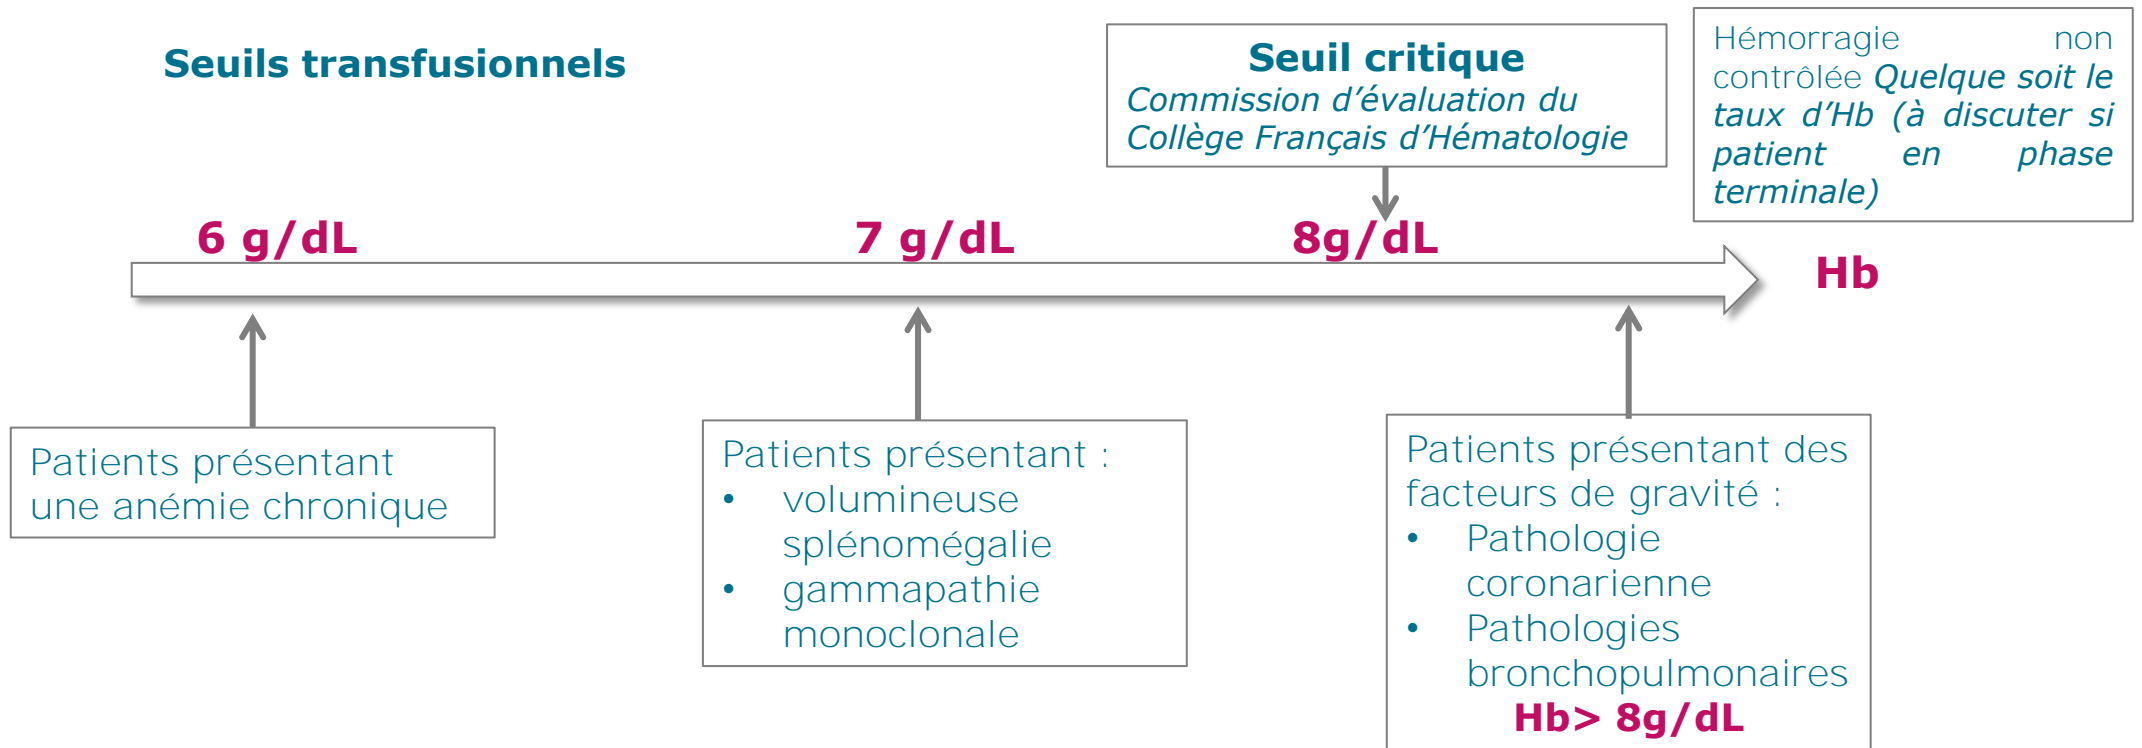 Seuils transfusionnels
Seuil critique
Commission d'évaluation du
Collège Français d'Hématologie
Hémorragie non
contrôlée Quelque soit le
taux d'Hb (à discuter si
patient en phase
terminale)
6 g/dL
7 g/dL
8g/dL
Hb
Patients présentant
une anémie chronique
Patients présentant :
• volumineuse
splénomégalie
• gammapathie
monoclonale
Patients présentant des
facteurs de gravité :
• Pathologie
coronarienne
• Pathologies
bronchopulmonaires
Hb> 8g/dL